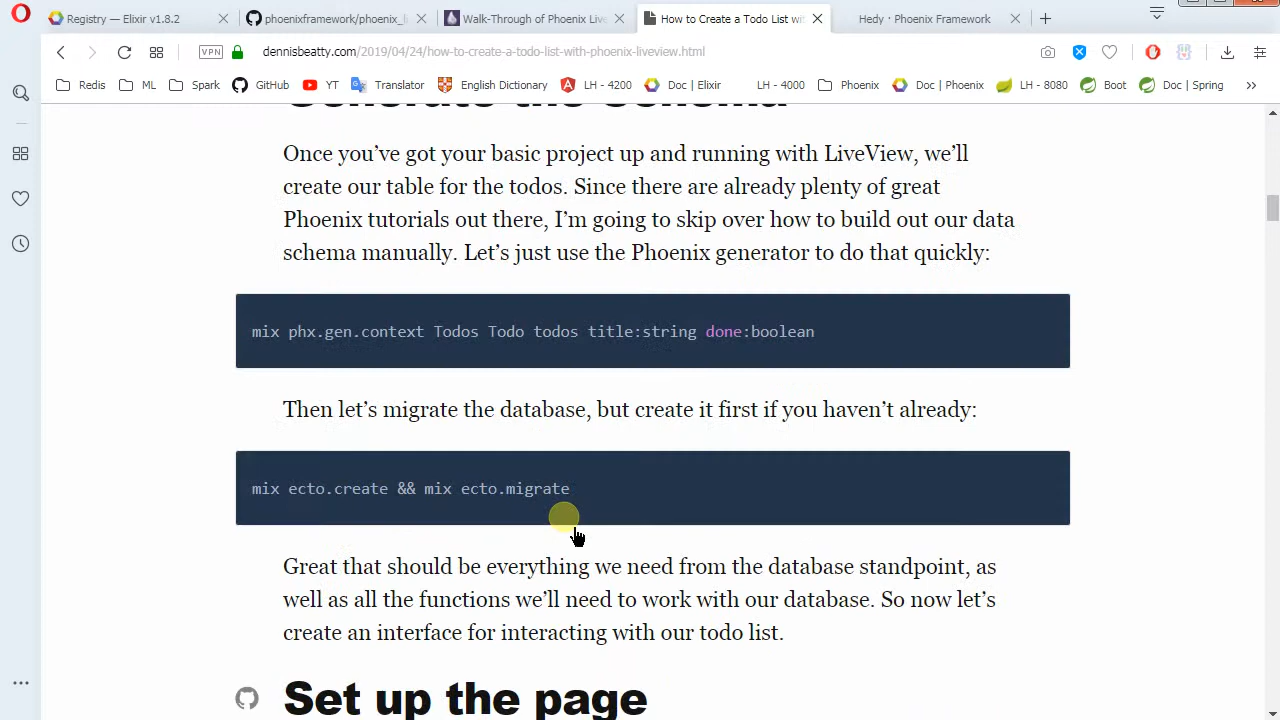 Registry – Elixir v1.8.2
phoenixframework/phoenix_l
Walk-Through of Phoenix Liv
How to Create a Todo List wit
Hedy · Phoenix Framework
VPN
dennisbeatty.com/2019/04/24/how-to-create-a-todo-list-with-phoenix-liveview.html
Redis
ML
Spark
GitHub
YT
Translator
English Dictionary
LH - 4200
Doc | Elixir
LH - 4000
Phoenix
Doc | Phoenix
LH - 8080
Boot
Doc | Spring
Generate the Schema
Once you’ve got your basic project up and running with LiveView, we’ll
create our table for the todos. Since there are already plenty of great
Phoenix tutorials out there, I’m going to skip over how to build out our data
schema manually. Let’s just use the Phoenix generator to do that quickly:
mix phx.gen.context Todos Todo todos title:string done:boolean
Then let’s migrate the database, but create it first if you haven’t already:
mix ecto.create && mix ecto.migrate
Great that should be everything we need from the database standpoint, as
well as all the functions we’ll need to work with our database. So now let’s
create an interface for interacting with our todo list.
Set up the page